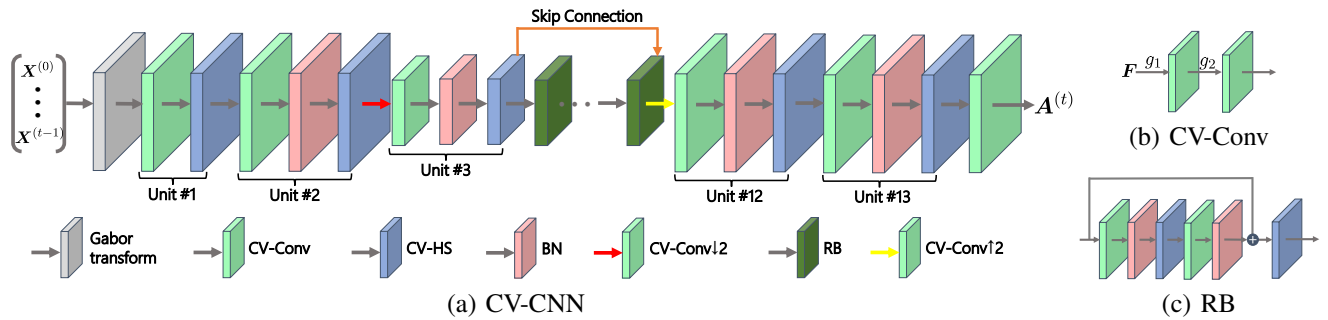 Skip Connection
X^(0)
X^(t−1)
A^(t)
Unit #1
Unit #2
Unit #3
Unit #12
Unit #13
Gabor
transform
CV-Conv
CV-HS
BN
CV-Conv↓2
RB
CV-Conv↑2
(a) CV-CNN
F g₁ g₂
(b) CV-Conv
(c) RB